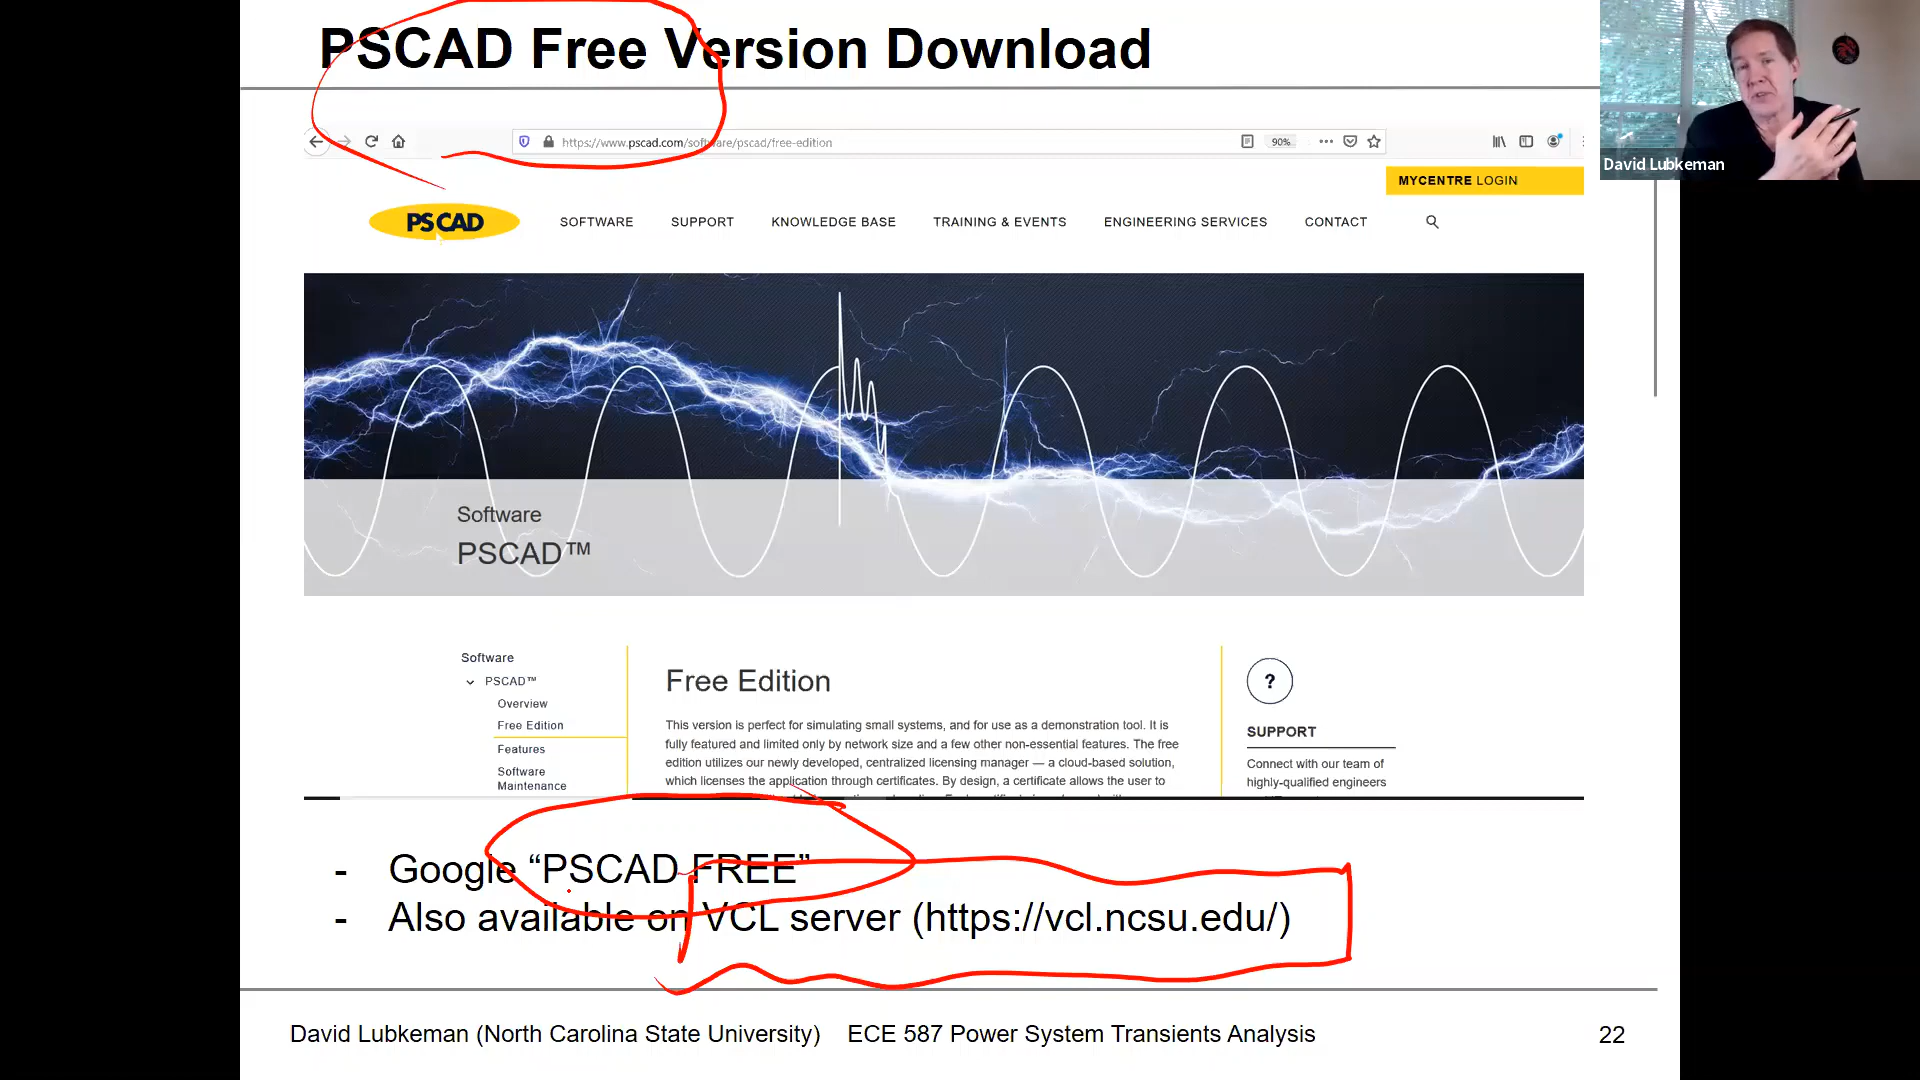 PSCAD Free Version Download
https://www.pscad.com/software/pscad/free-edition
90%
David Lubkeman
MYCENTRE LOGIN
PSCAD
SOFTWARE SUPPORT KNOWLEDGE BASE TRAINING & EVENTS ENGINEERING SERVICES CONTACT
Software
PSCAD™
Software
PSCAD™
Overview
Free Edition
Features
Software
Maintenance
Free Edition
This version is perfect for simulating small systems, and for use as a demonstration tool. It is
fully featured and limited only by network size and a few other non-essential features. The free
edition utilizes our newly developed, centralized licensing manager — a cloud-based solution,
which licenses the application through certificates. By design, a certificate allows the user to
?
SUPPORT
Connect with our team of
highly-qualified engineers
- Google “PSCAD FREE”
- Also available on VCL server (https://vcl.ncsu.edu/)
David Lubkeman (North Carolina State University) ECE 587 Power System Transients Analysis
22